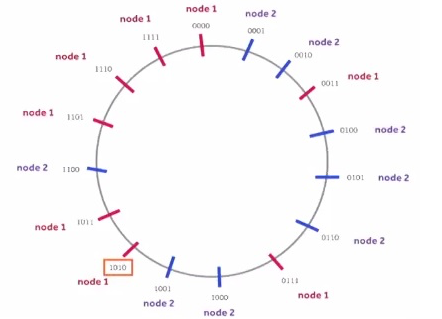 node 1
0000
node 2
0001
node 2
0010
node 1
0011
node 2
0100
node 2
0101
node 2
0110
node 1
0111
node 2
1000
node 2
1001
node 1
1010
node 1
1011
node 2
1100
node 1
1101
node 1
1110
node 1
1111